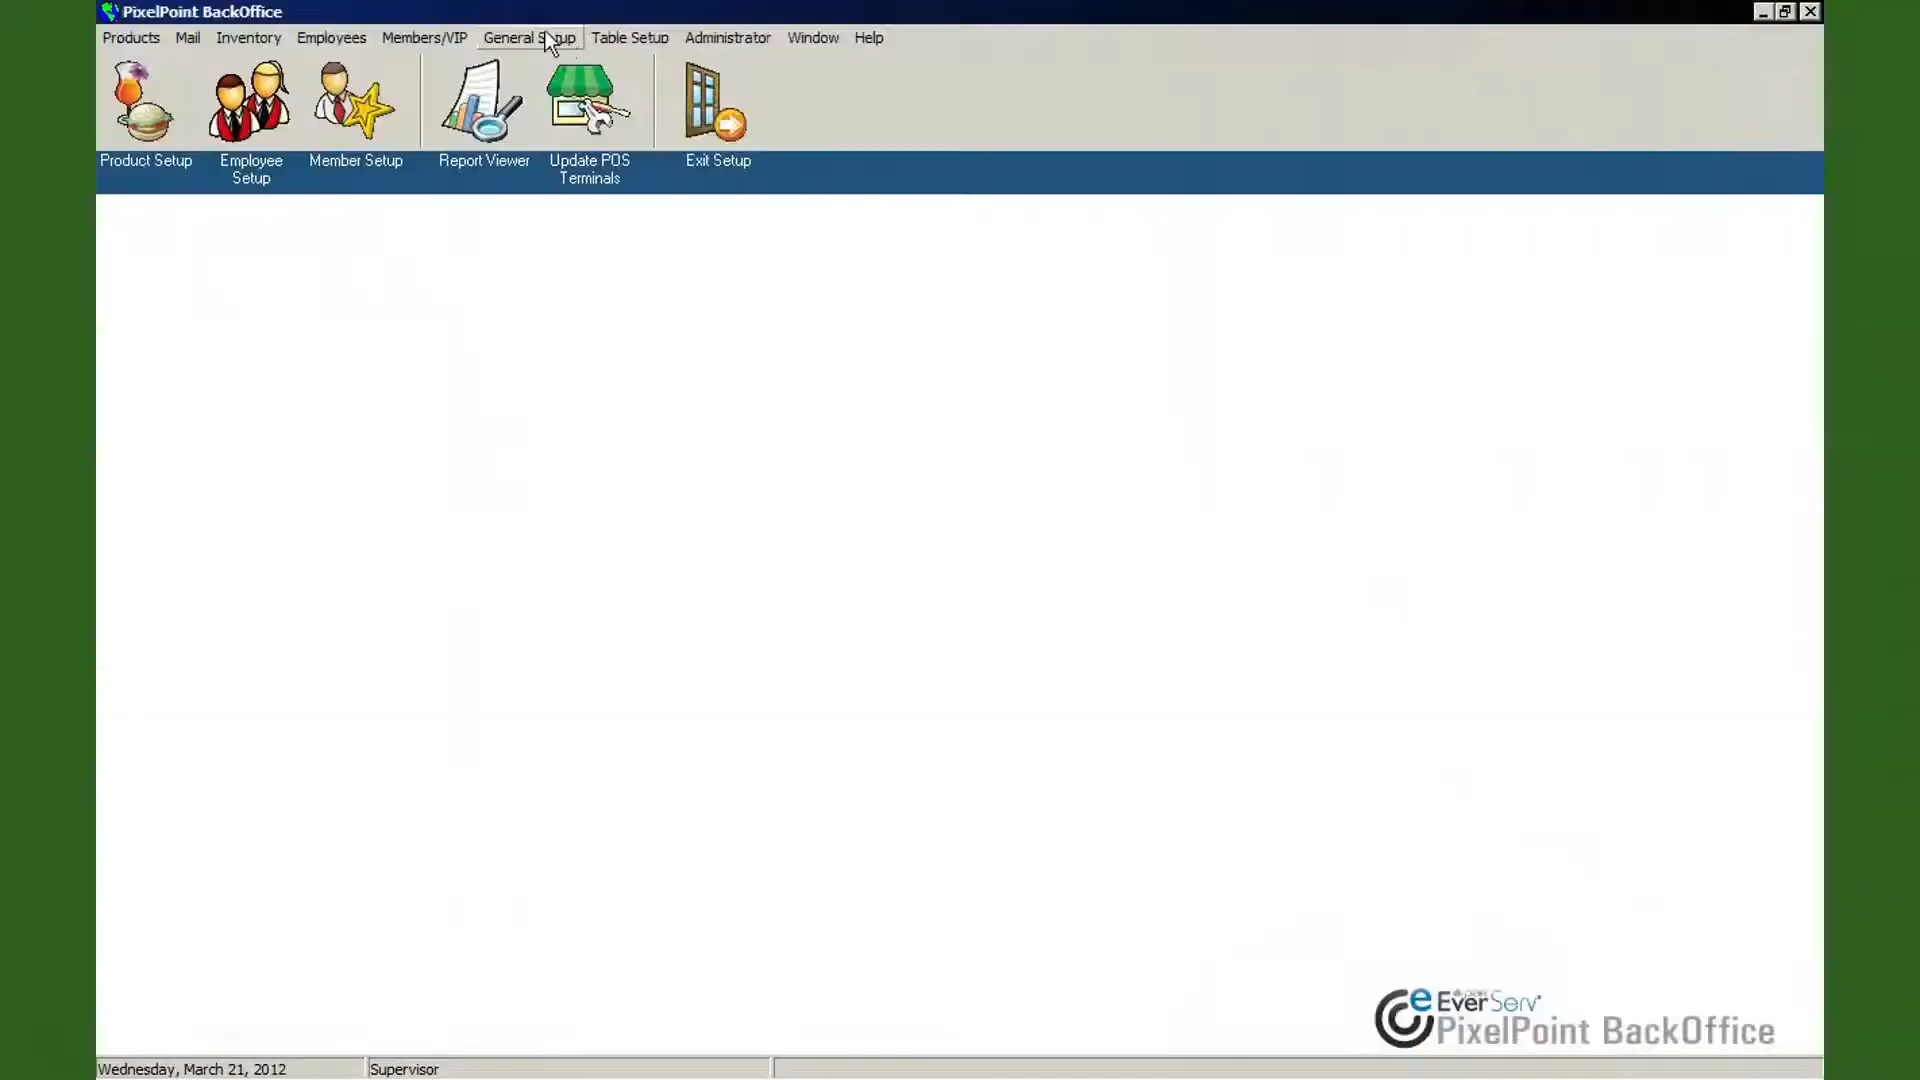 PixelPoint BackOffice
Products Mail Inventory Employees Members/VIP General Setup Table Setup Administrator Window Help
Product Setup
Employee Setup
Member Setup
Report Viewer
Update POS Terminals
Exit Setup
EverServ
PixelPoint BackOffice
Wednesday, March 21, 2012 Supervisor